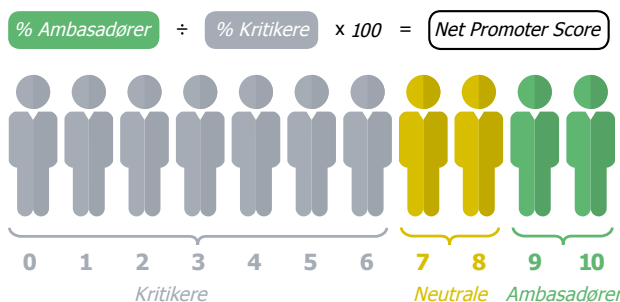 % Ambasadører ÷ % Kritikere x 100 = Net Promoter Score
0 1 2 3 4 5 6 7 8 9 10
Kritikere Neutrale Ambasadører